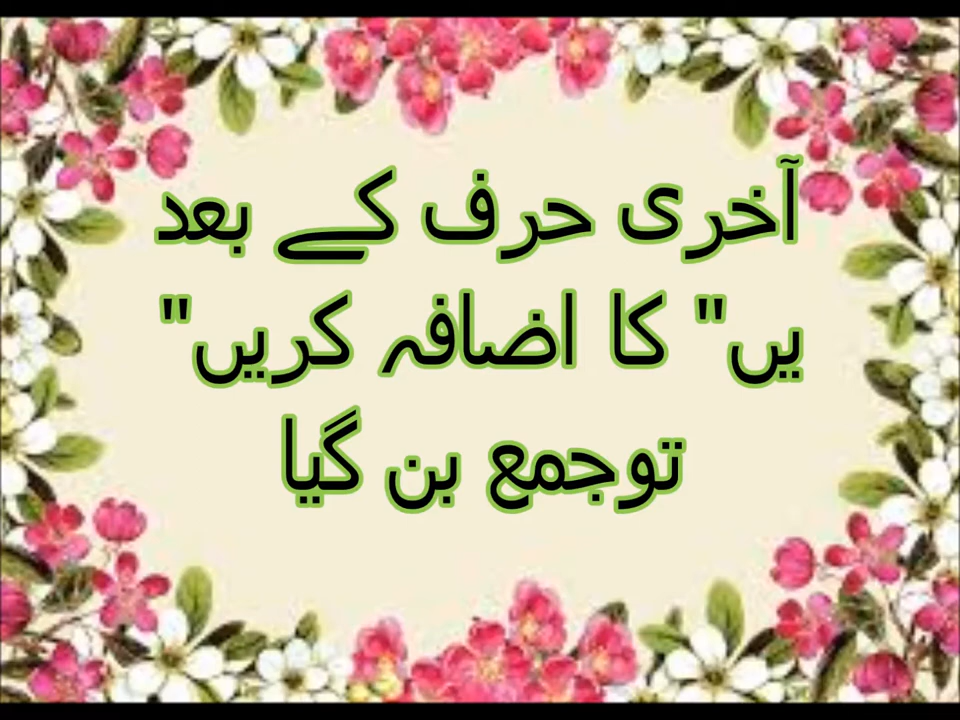 آخری حرف کے بعد
یں" کا اضافہ کریں"
توجمع بن گیا